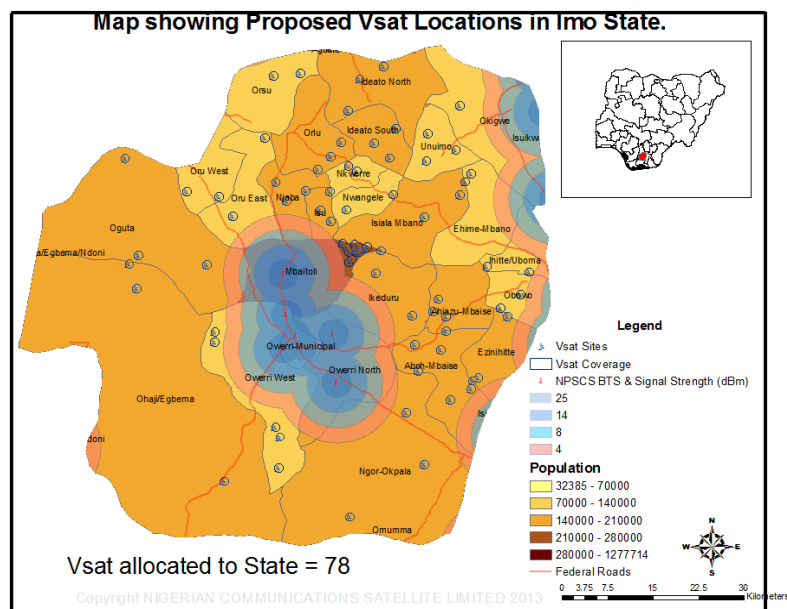 Map showing Proposed Vsat Locations in Imo State.
Ideato North
Orsu
Okigwe
Orlu
Ideato South
Isuikw
Unuimo
Oru West
Nkwerre
Oru East
Njaba
Nwangele
Isu
Isiala Mbano
Oguta
Ehime-Mbano
a/Egbema/Ndoni
Ihitte/Uboma
Mbaitoli
Ikeduru
Obowo
Ahiazu-Mbaise
Owerri-Municipal
Ezinihitte
Owerri North
Aboh-Mbaise
Owerri West
Ohaji/Egbema
Isi
doni
Ngor-Okpala
Omumma
Legend
Vsat Sites
Vsat Coverage
NPSCS BTS & Signal Strength (dBm)
25
14
8
4
Population
32385 - 70000
70000 - 140000
140000 - 210000
210000 - 280000
280000 - 1277714
Federal Roads
N
W E
S
0 3.75 7.5 15 22.5 30
Kilometers
Vsat allocated to State = 78
Copyright NIGERIAN COMMUNICATIONS SATELLITE LIMITED 2013